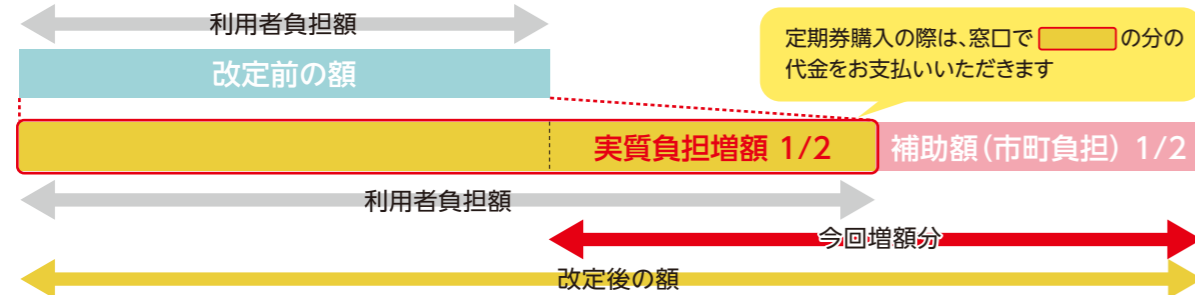 利用者負担額
改定前の額
定期券購入の際は、窓口で
の分の
代金をお支払いいただきます
実質負担増額 1/2
補助額（市町負担） 1/2
利用者負担額
今回増額分
改定後の額